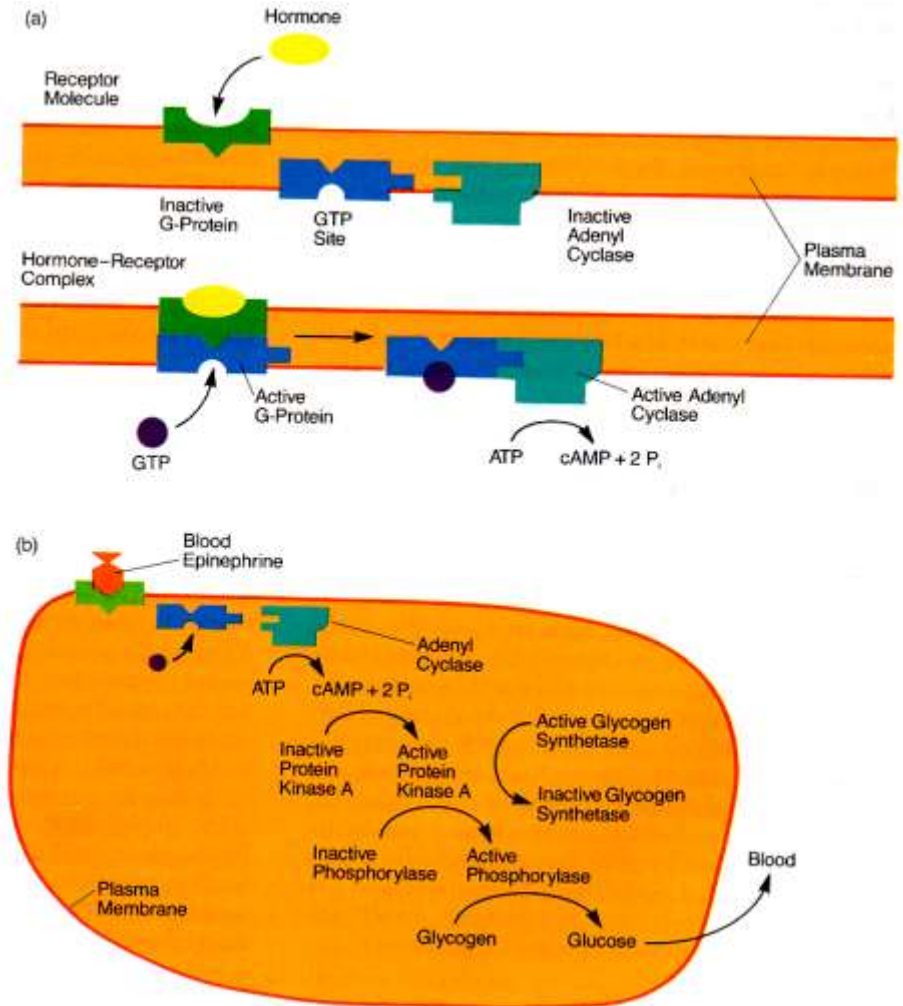 (a)
Hormone
Receptor
Molecule
Inactive
G-Protein
GTP
Site
Inactive
Adenyl
Cyclase
Plasma
Membrane
Hormone–Receptor
Complex
Active
G-Protein
GTP
Active Adenyl
Cyclase
ATP
cAMP + 2 Pi
(b)
Blood
Epinephrine
Adenyl
Cyclase
ATP
cAMP + 2 Pi
Inactive
Protein
Kinase A
Active
Protein
Kinase A
Active Glycogen
Synthetase
Inactive Glycogen
Synthetase
Inactive
Phosphorylase
Active
Phosphorylase
Blood
Plasma
Membrane
Glycogen
Glucose